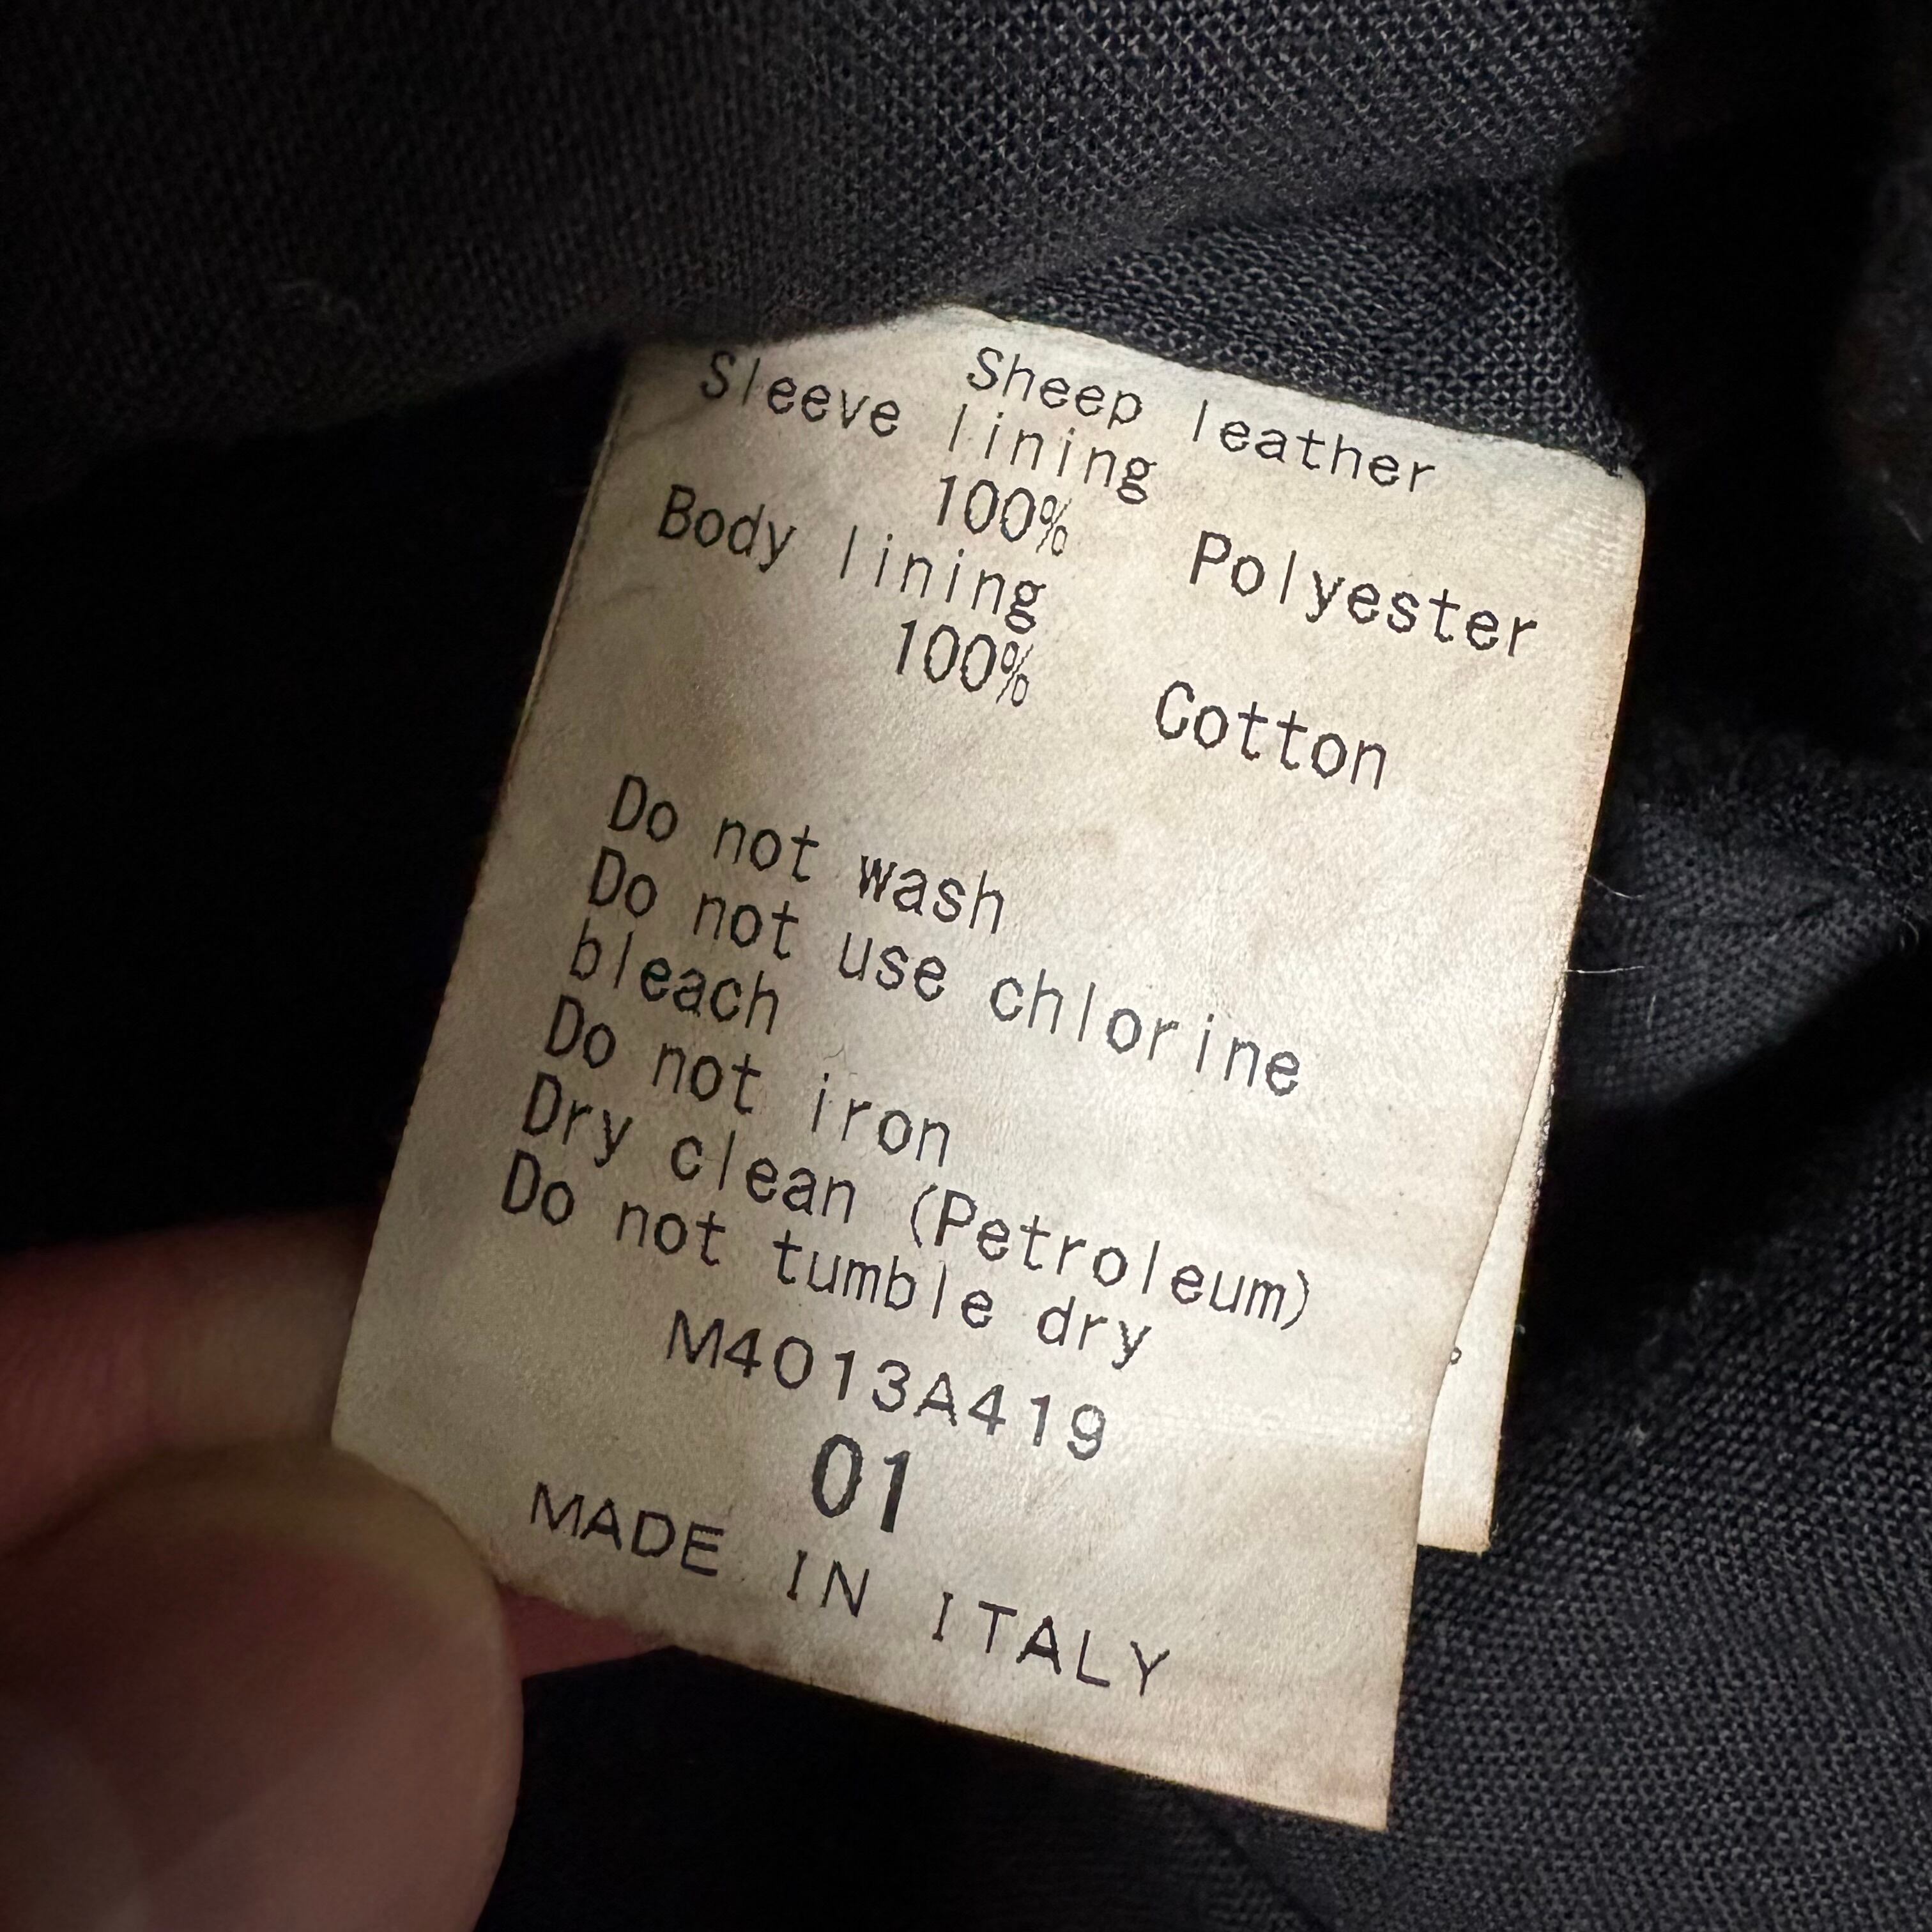 Sheep leather
Sleeve lining
100% Polyester
Body lining
100% Cotton
Do not wash
Do not use chlorine
bleach
Do not iron
Dry clean (Petroleum)
Do not tumble dry
M4013A419
01
MADE IN ITALY